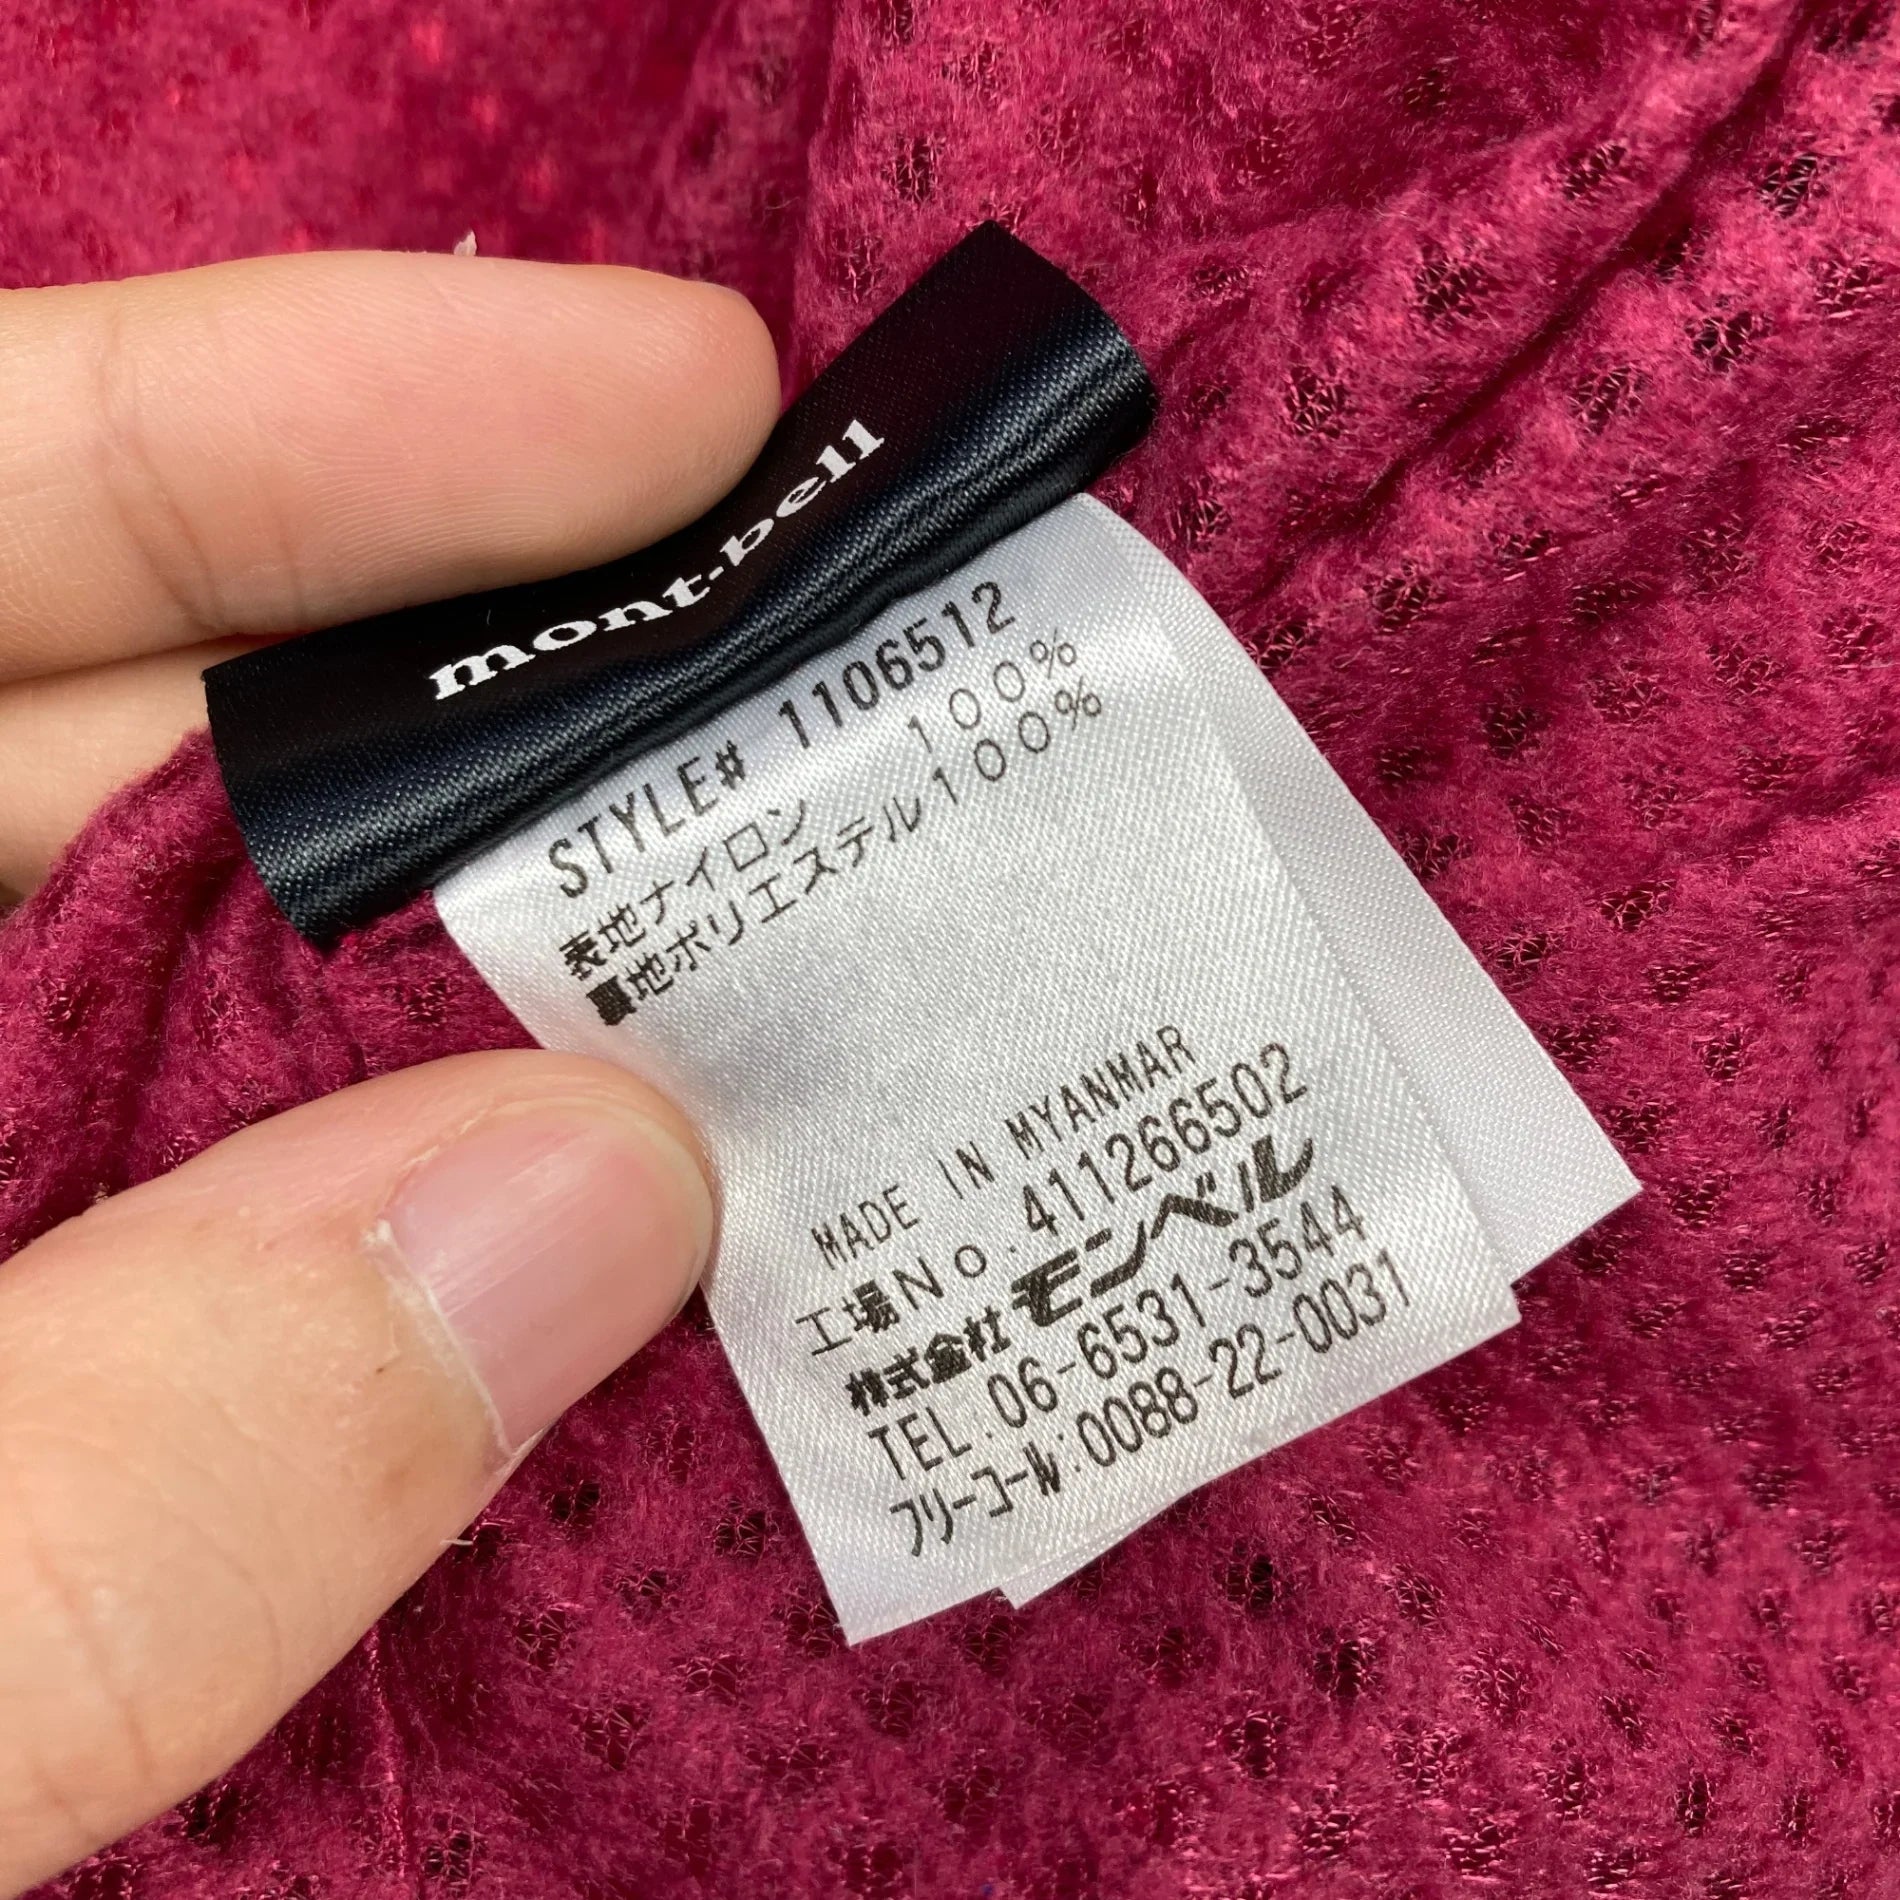 mont-bell
STYLE# 1106512
表地ナイロン 100%
裏地ポリエステル100%
MADE IN MYANMAR
工場No.411266502
株式会社モンベル
TEL.06-6531-3544
フリーコール:0088-22-0031